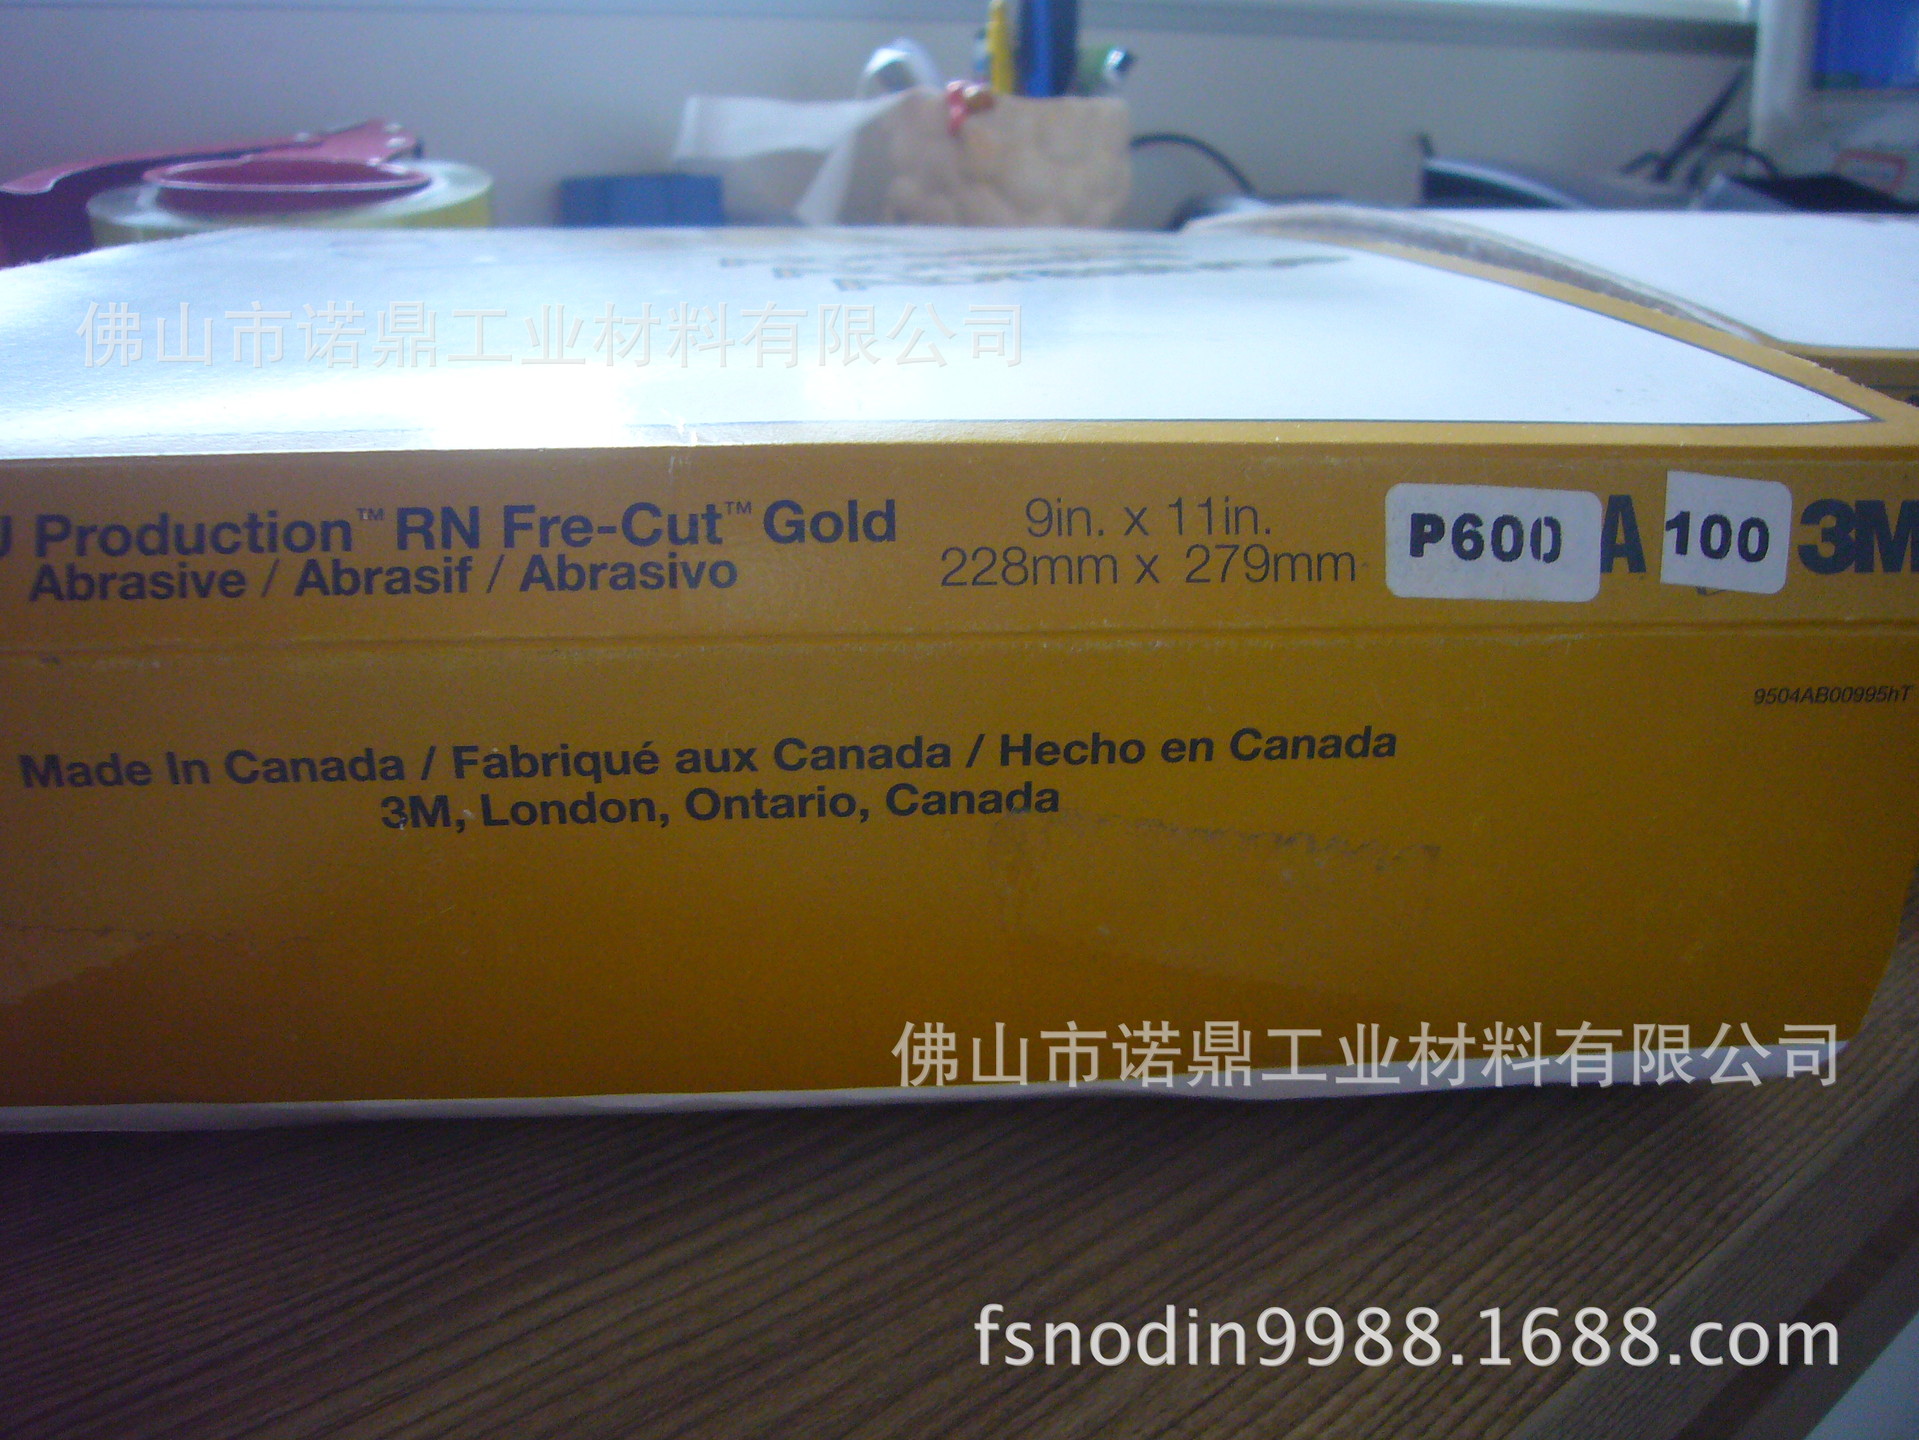 佛山市诺鼎工业材料有限公司
U Production™ RN Fre-Cut™ Gold 9in. x 11in. P600 A 100 3M
Abrasive / Abrasif / Abrasivo 228mm x 279mm
9504AB00995hT
Made In Canada / Fabriqué aux Canada / Hecho en Canada
3M, London, Ontario, Canada
佛山市诺鼎工业材料有限公司
fsnodin9988.1688.com